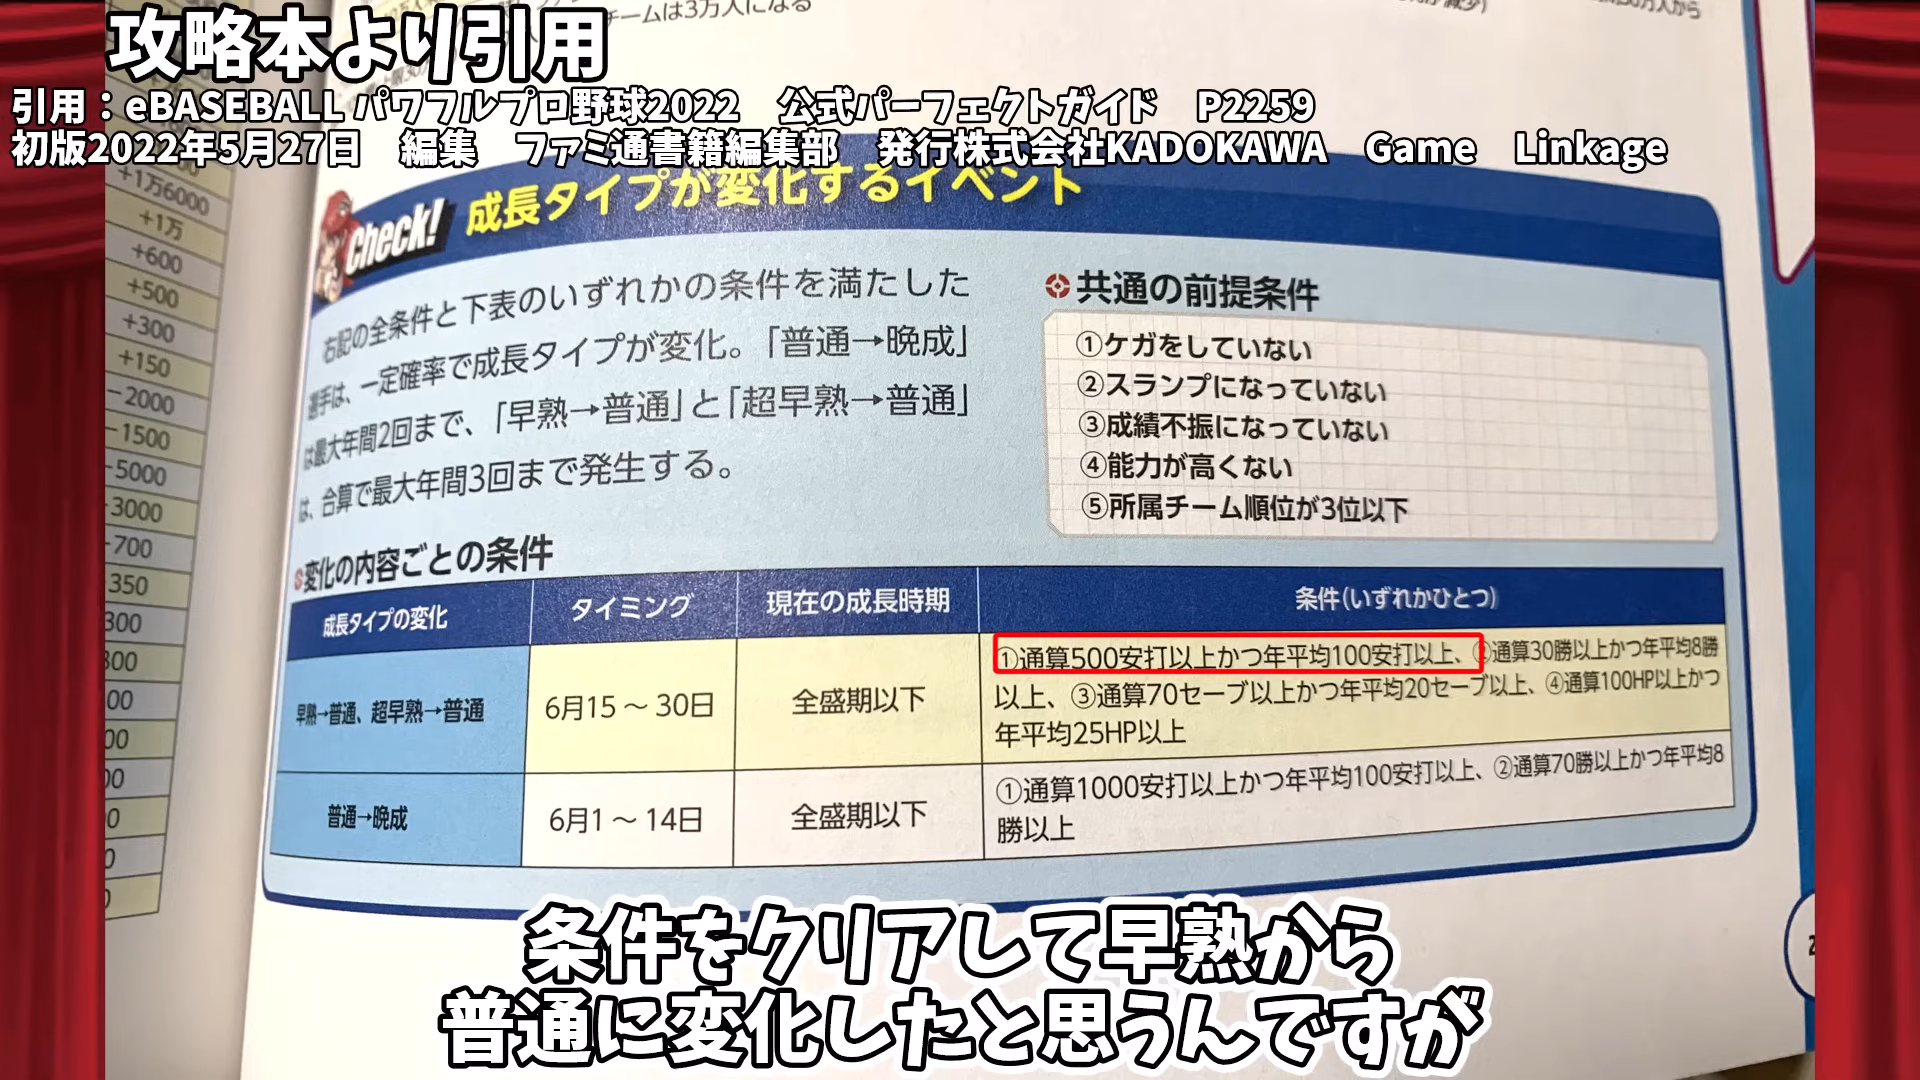 攻略本より引用
チームは3万人になる
引用：eBASEBALL パワフルプロ野球2022　公式パーフェクトガイド　P2259
初版2022年5月27日　編集　ファミ通書籍編集部　発行株式会社KADOKAWA　Game　Linkage
+1万6000
+1万
+600
+500
+300
+150
-2000
-1500
-5000
-3000
-700
350
300
Check!
成長タイプが変化するイベント
右記の全条件と下表のいずれかの条件を満たした
選手は、一定確率で成長タイプが変化。「普通→晩成」
は最大年間2回まで、「早熟→普通」と「超早熟→普通」
は、合算で最大年間3回まで発生する。
共通の前提条件
①ケガをしていない
②スランプになっていない
③成績不振になっていない
④能力が高くない
⑤所属チーム順位が3位以下
変化の内容ごとの条件
成長タイプの変化 タイミング 現在の成長時期 条件(いずれかひとつ)
早熟→普通、超早熟→普通 6月15～30日 全盛期以下
①通算500安打以上かつ年平均100安打以上、②通算30勝以上かつ年平均8勝
以上、③通算70セーブ以上かつ年平均20セーブ以上、④通算100HP以上かつ
年平均25HP以上
普通→晩成 6月1～14日 全盛期以下
①通算1000安打以上かつ年平均100安打以上、②通算70勝以上かつ年平均8
勝以上
条件をクリアして早熟から
普通に変化したと思うんですが